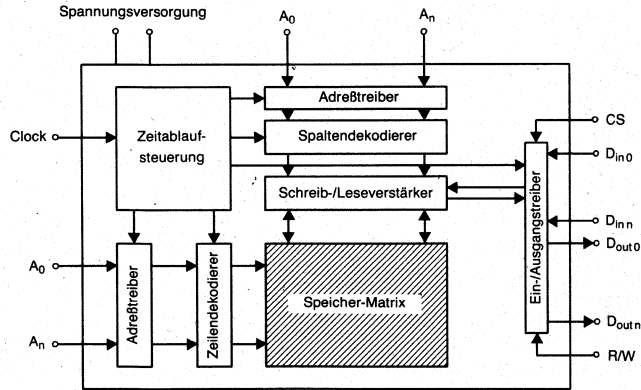 Spannungsversorgung
A0
An
Adreßtreiber
Clock
Zeitablauf-
steuerung
Spaltendekodierer
CS
Din 0
Schreib-/Leseverstärker
Ein-/Ausgangstreiber
Din n
Dout 0
A0
Adreßtreiber
Zeilendekodierer
Speicher-Matrix
An
Dout n
R/W